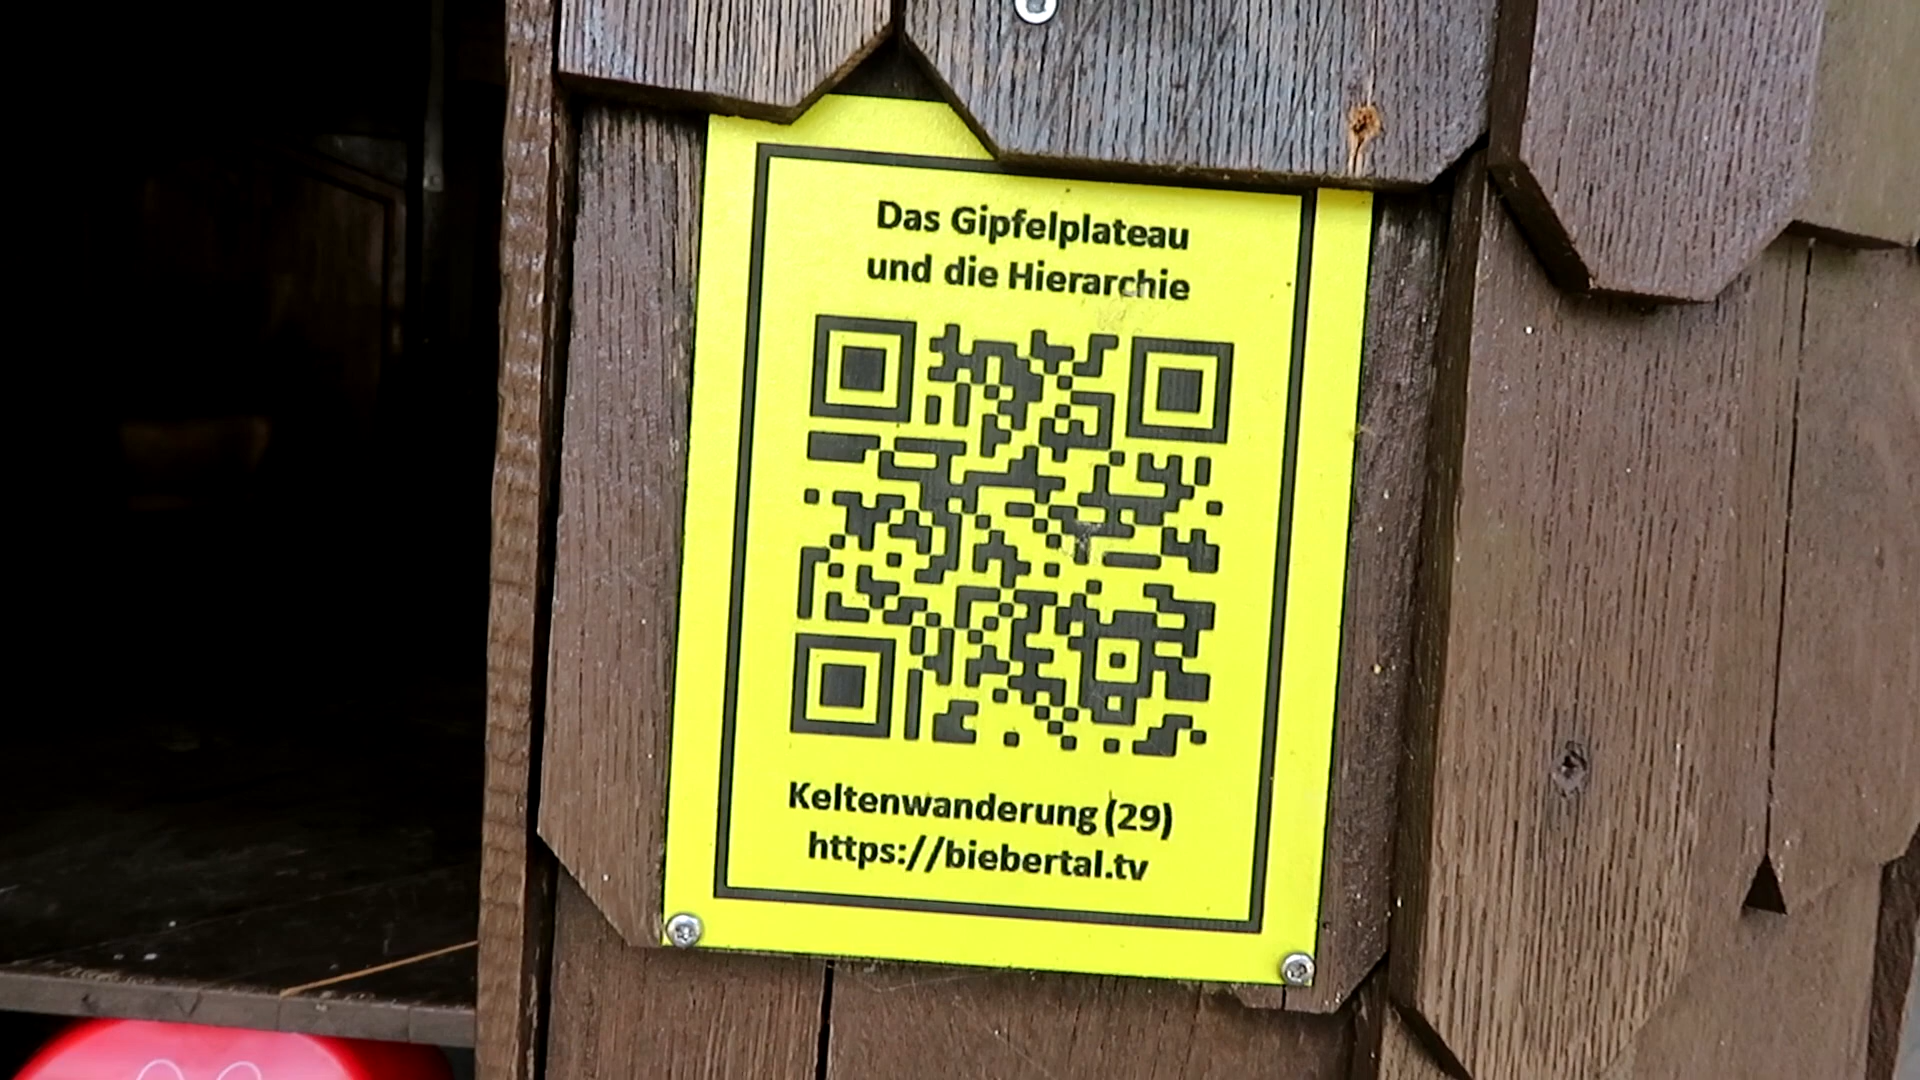 Das Gipfelplateau
und die Hierarchie
Keltenwanderung (29)
https://biebertal.tv